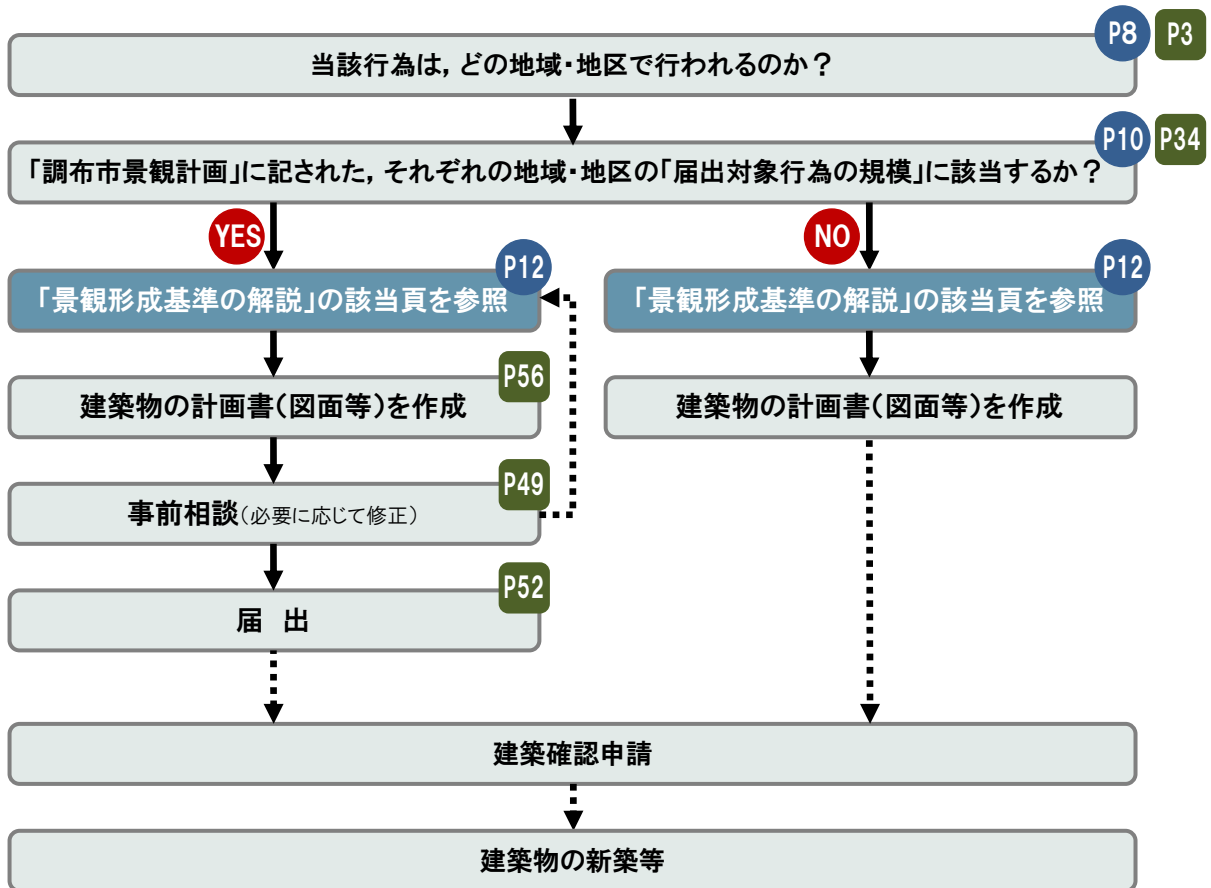 P8 P3
当該行為は，どの地域・地区で行われるのか？
P10 P34
「調布市景観計画」に記された，それぞれの地域・地区の「届出対象行為の規模」に該当するか？
YES NO
P12 P12
「景観形成基準の解説」の該当頁を参照 「景観形成基準の解説」の該当頁を参照
P56
建築物の計画書（図面等）を作成 建築物の計画書（図面等）を作成
P49
事前相談（必要に応じて修正）
P52
届　出
建築確認申請
建築物の新築等